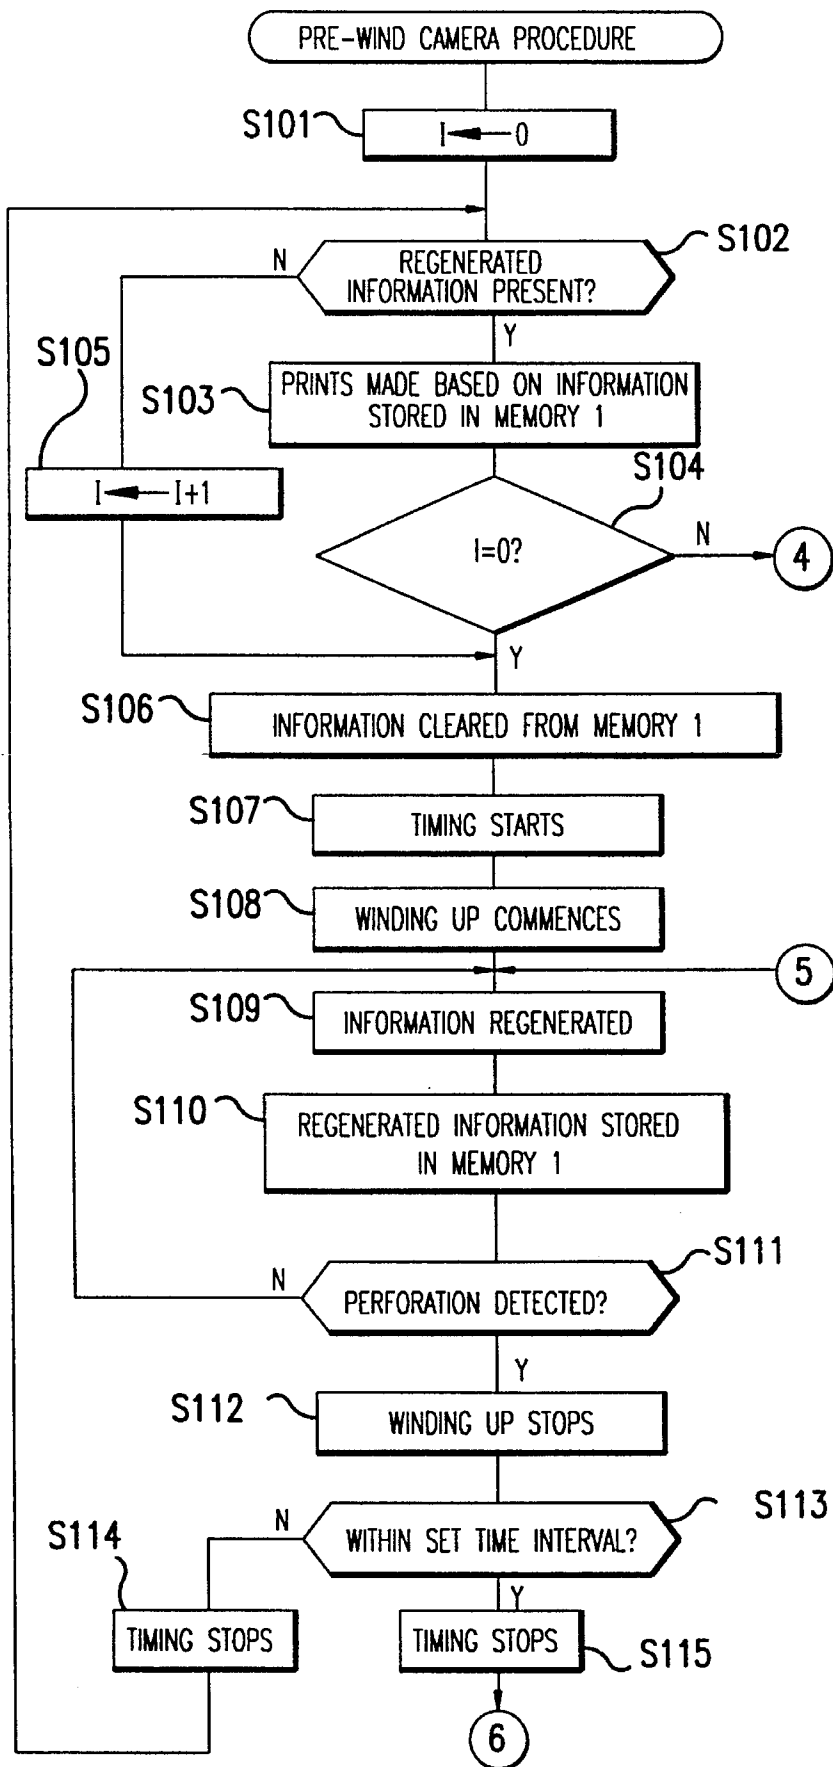 PRE-WIND CAMERA PROCEDURE
S101
I ← 0
S102
N
REGENERATED
INFORMATION PRESENT?
Y
S105
S103
PRINTS MADE BASED ON INFORMATION
STORED IN MEMORY 1
S104
I ← I+1
I=0?
N
4
Y
S106
INFORMATION CLEARED FROM MEMORY 1
S107
TIMING STARTS
S108
WINDING UP COMMENCES
5
S109
INFORMATION REGENERATED
S110
REGENERATED INFORMATION STORED
IN MEMORY 1
S111
N
PERFORATION DETECTED?
Y
S112
WINDING UP STOPS
S113
N
WITHIN SET TIME INTERVAL?
S114
Y
TIMING STOPS
TIMING STOPS
S115
6